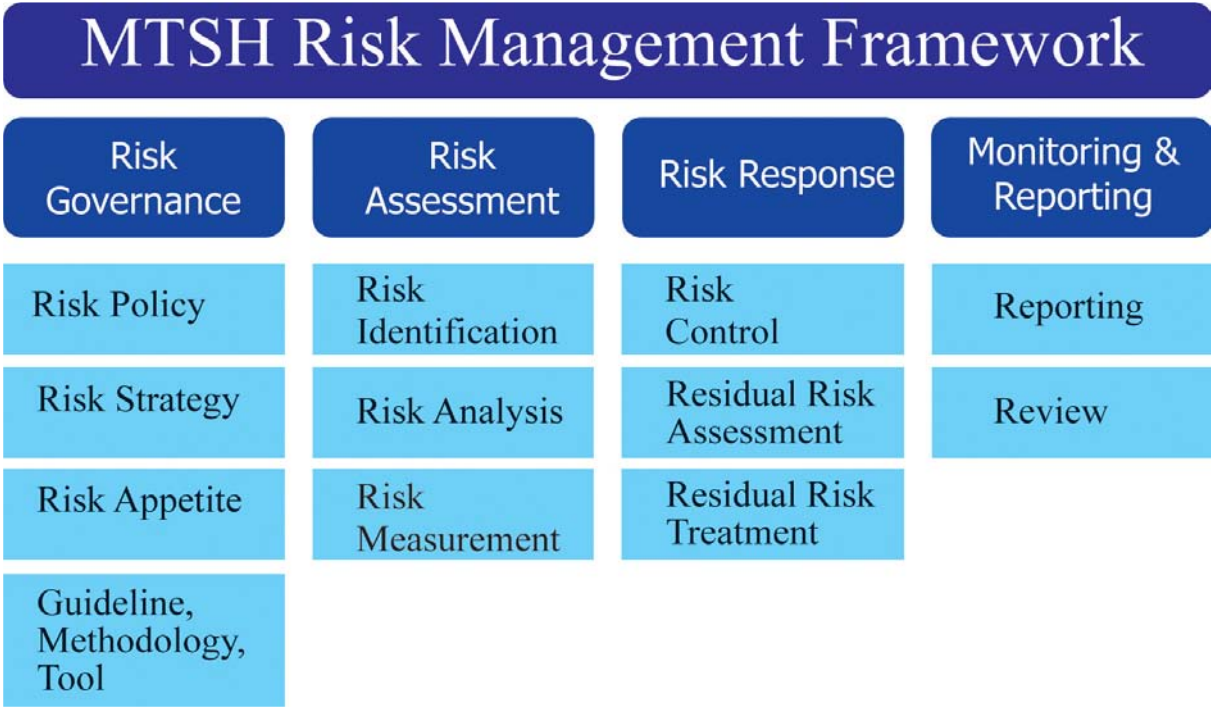 MTSH Risk Management Framework
Risk
Governance
Risk Policy
Risk Strategy
Risk Appetite
Guideline,
Methodology,
Tool
Risk
Assessment
Risk
Identification
Risk Analysis
Risk
Measurement
Risk Response
Risk
Control
Residual Risk
Assessment
Residual Risk
Treatment
Monitoring &
Reporting
Reporting
Review